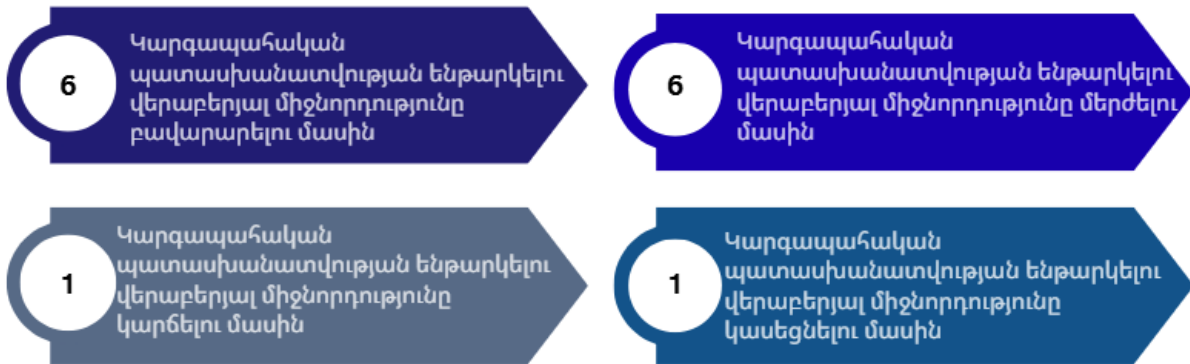 6
Կարգապահական
պատասխանատվության ենթարկելու
վերաբերյալ միջնորդությունը
բավարարելու մասին
6
Կարգապահական
պատասխանատվության ենթարկելու
վերաբերյալ միջնորդությունը մերժելու
մասին
1
Կարգապահական
պատասխանատվության ենթարկելու
վերաբերյալ միջնորդությունը
կարճելու մասին
1
Կարգապահական
պատասխանատվության ենթարկելու
վերաբերյալ միջնորդությունը
կասեցնելու մասին